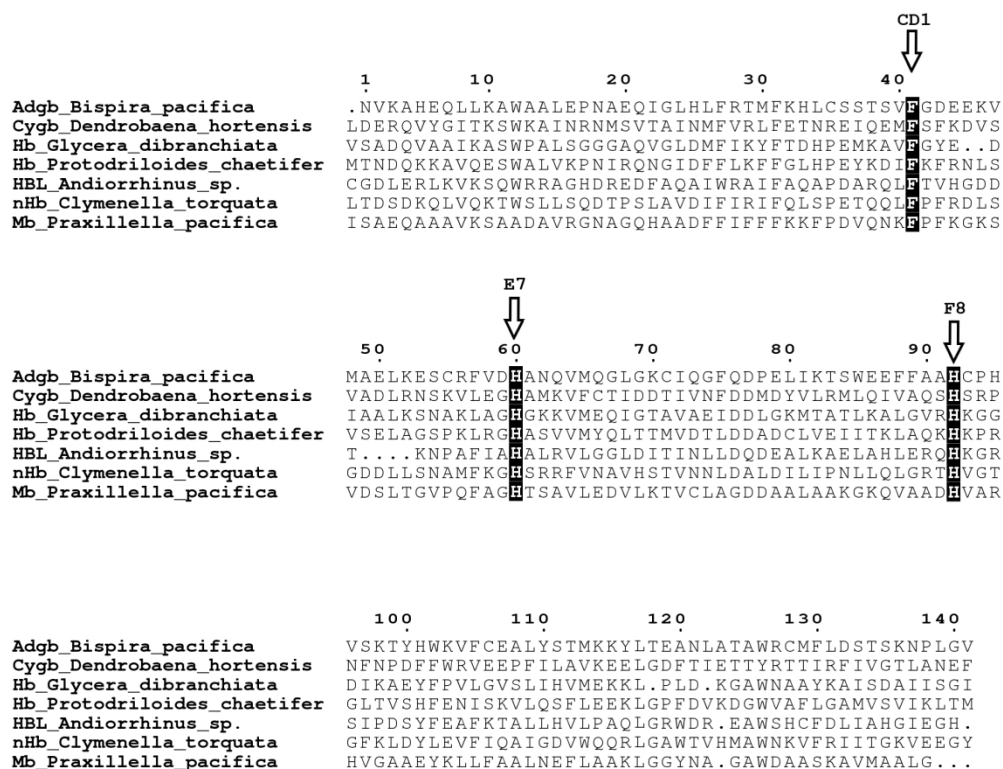 CD1
1 10 20 30 40
Adgb_Bispira_pacifica .NVKAHEQLLKAWAALEPNAEQIGLHLFRTMFKHLCSSTSVFGDEEKV
Cygb_Dendrobaena_hortensis LDERQVYGITKSWKAINRNMSVTAINMFVRLFETNREIQEMFSFKDVS
Hb_Glycera_dibranchiata VSADQVAAIKASWPALVSGGGAQVGLDMFIKYFTDHPEMKAVFGYE..D
Hb_Protodriloides_chaetifer MTNDQKKAVQESWPALVKPNIRQNGIDFFLKFFGLHPEYKDIFKFRNLS
HBL_Andiorrhinus_sp. CGDLERLKVKSQWRRAGHDREDFAQAIWRAIFAQAPDARQLFTVHGDD
nHb_Clymenella_torquata LTDSDKQLVQKTWSLLSQDTPSLAVDIFIRIFQLSPETQQLFPFRDLS
Mb_Praxillella_pacifica ISAEQAAAVKSAADAVRGNAGQHAADFFIFFFKKFPDVQNKFPFKGKS
E7
F8
50 60 70 80 90
Adgb_Bispira_pacifica MAELKESCRFVDHANQVMQGLGKCIQGFQDPELIKTSWEEFFAAHCPH
Cygb_Dendrobaena_hortensis VADLRNSKVLEGHAMKVFCTIDDTIVNFDDMDYVLRMLQIVAQSHSRP
Hb_Glycera_dibranchiata IAALKSNAKLAGHGKKVMEQIGTAVAEIDDLGKMTATLKALGVRHKGG
Hb_Protodriloides_chaetifer VSELAGSPKLRGHASVVMYQLTTMVDTLDDADCLVEIITKLAQKHKPR
HBL_Andiorrhinus_sp. T....KNPAFIAHALRVLGGLDITINLLDQDEALKAELAHLERQHKGR
nHb_Clymenella_torquata GDDLLSNAMFKGHSRRFVNAVHSTVNNLDALDILIPNLLQLGRTHVGT
Mb_Praxillella_pacifica VDSLTGVPQFAGHTSAVLEDVLKTVCLAGDDAALAAKGKQVAADHVAR
100 110 120 130 140
Adgb_Bispira_pacifica VSKTYHWKVFCEALYSTMKKYLTEANLATAWRCMFLDSTSKNPLGV
Cygb_Dendrobaena_hortensis NFNPDFFWRVEEPFILAVKEELGDFTIETTYRTTIRFIVGTLANEF
Hb_Glycera_dibranchiata DIKAEYFPVLGVSLIHVMEKKL.PLD.KGAWNAAYKAISDAIISGI
Hb_Protodriloides_chaetifer GLTVSHFENISKVLQSFLEEKLGPFDVKDGWVAFLGAMVSVIKLTM
HBL_Andiorrhinus_sp. SIPDSYFEAFKTALLHVLPAQLGRWDR.EAWSHCFDLIAHGIEGH.
nHb_Clymenella_torquata GFKLDYLEVFIQAIGDVWQQRLGAWTVHMAWNKVFRIITGKVEEGY
Mb_Praxillella_pacifica HVGAAEYKLLFAALNEFLAAKLGGYNA.GAWDAASKAVMAALG...